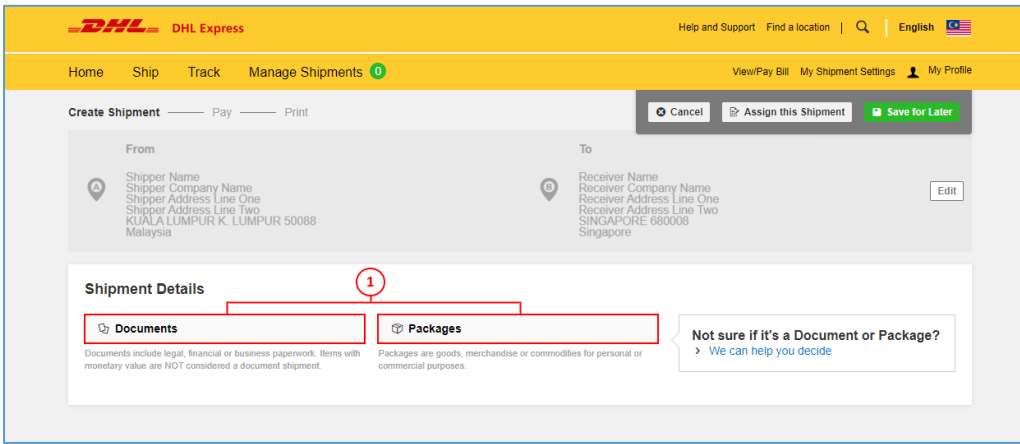 DHL DHL Express
Help and Support Find a location | English
Home Ship Track Manage Shipments 0
View/Pay Bill My Shipment Settings My Profile
Create Shipment Pay Print
Cancel Assign this Shipment Save for Later
From
A
Shipper Name
Shipper Company Name
Shipper Address Line One
Shipper Address Line Two
KUALA LUMPUR K. LUMPUR 50088
Malaysia
To
B
Receiver Name
Receiver Company Name
Receiver Address Line One
Receiver Address Line Two
SINGAPORE 680008
Singapore
Edit
Shipment Details
1
Documents
Documents include legal, financial or business paperwork. Items with
monetary value are NOT considered a document shipment.
Packages
Packages are goods, merchandise or commodities for personal or
commercial purposes.
Not sure if it's a Document or Package?
> We can help you decide